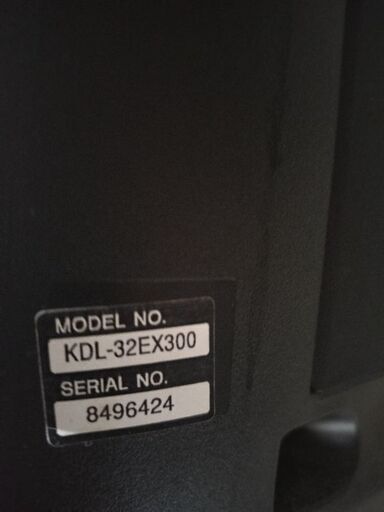 MODEL NO.
KDL-32EX300
SERIAL NO.
8496424